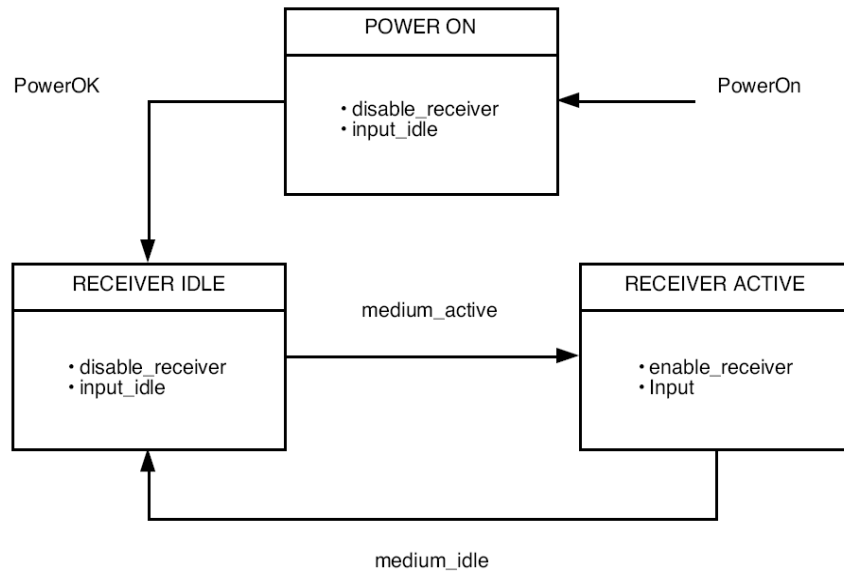 POWER ON
PowerOK
PowerOn
• disable_receiver
• input_idle
RECEIVER IDLE
RECEIVER ACTIVE
medium_active
• disable_receiver
• input_idle
• enable_receiver
• Input
medium_idle